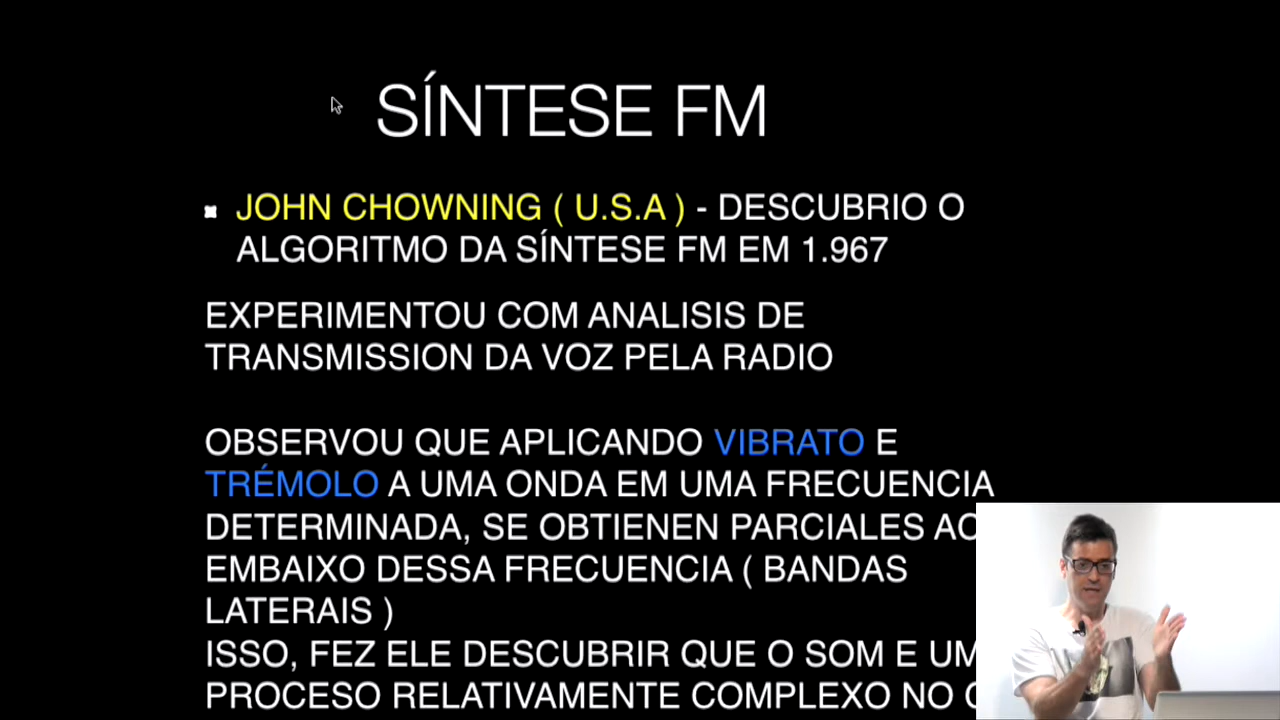 SÍNTESE FM
JOHN CHOWNING ( U.S.A ) - DESCUBRIO O
ALGORITMO DA SÍNTESE FM EM 1.967
EXPERIMENTOU COM ANALISIS DE
TRANSMISSION DA VOZ PELA RADIO
OBSERVOU QUE APLICANDO VIBRATO E
TRÉMOLO A UMA ONDA EM UMA FRECUENCIA
DETERMINADA, SE OBTIENEN PARCIALES
EMBAIXO DESSA FRECUENCIA ( BANDAS
LATERAIS )
ISSO, FEZ ELE DESCUBRIR QUE O SOM E
PROCESO RELATIVAMENTE COMPLEXO NO